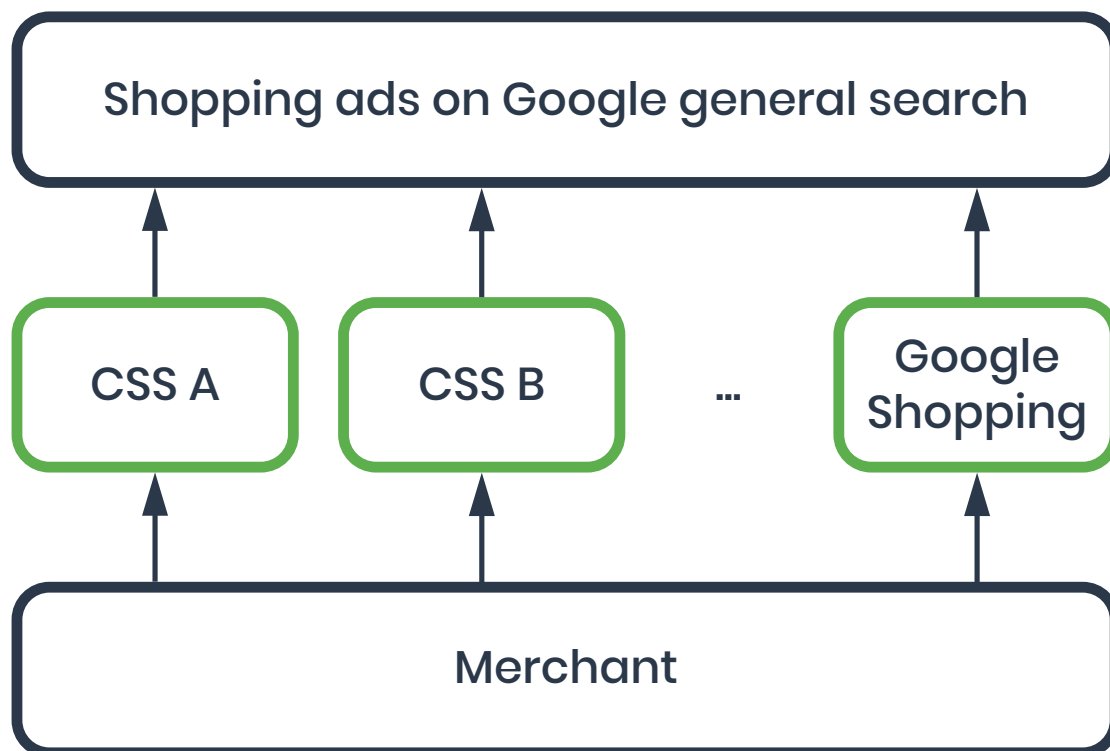 Shopping ads on Google general search
CSS A
CSS B
...
Google
Shopping
Merchant